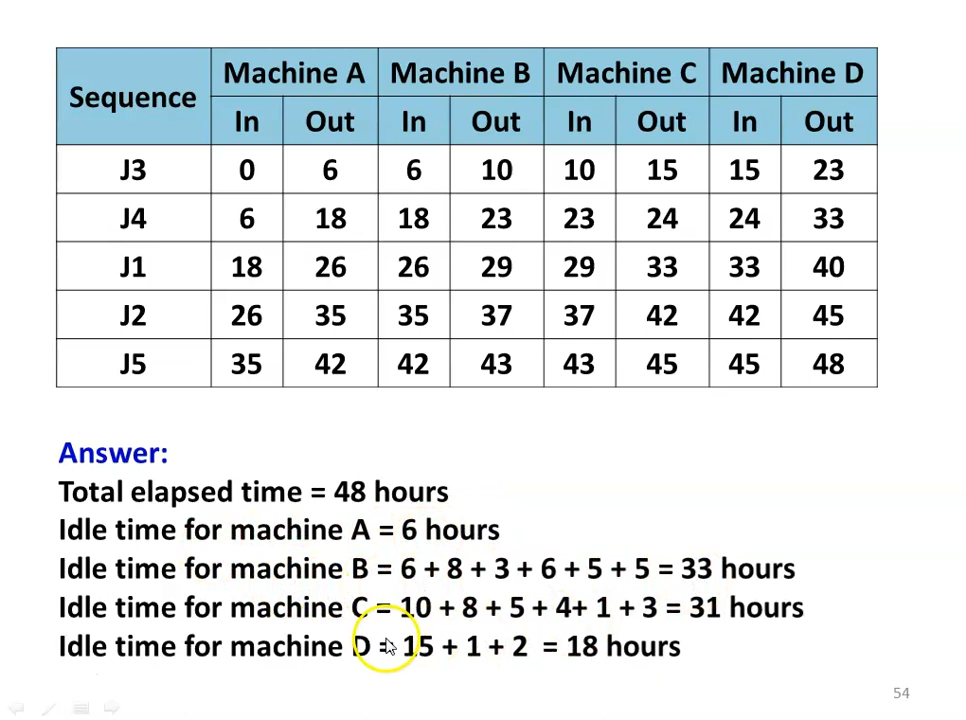 Sequence Machine A Machine B Machine C Machine D
In Out In Out In Out In Out
J3 0 6 6 10 10 15 15 23
J4 6 18 18 23 23 24 24 33
J1 18 26 26 29 29 33 33 40
J2 26 35 35 37 37 42 42 45
J5 35 42 42 43 43 45 45 48
Answer:
Total elapsed time = 48 hours
Idle time for machine A = 6 hours
Idle time for machine B = 6 + 8 + 3 + 6 + 5 + 5 = 33 hours
Idle time for machine C = 10 + 8 + 5 + 4+ 1 + 3 = 31 hours
Idle time for machine D = 15 + 1 + 2 = 18 hours
54